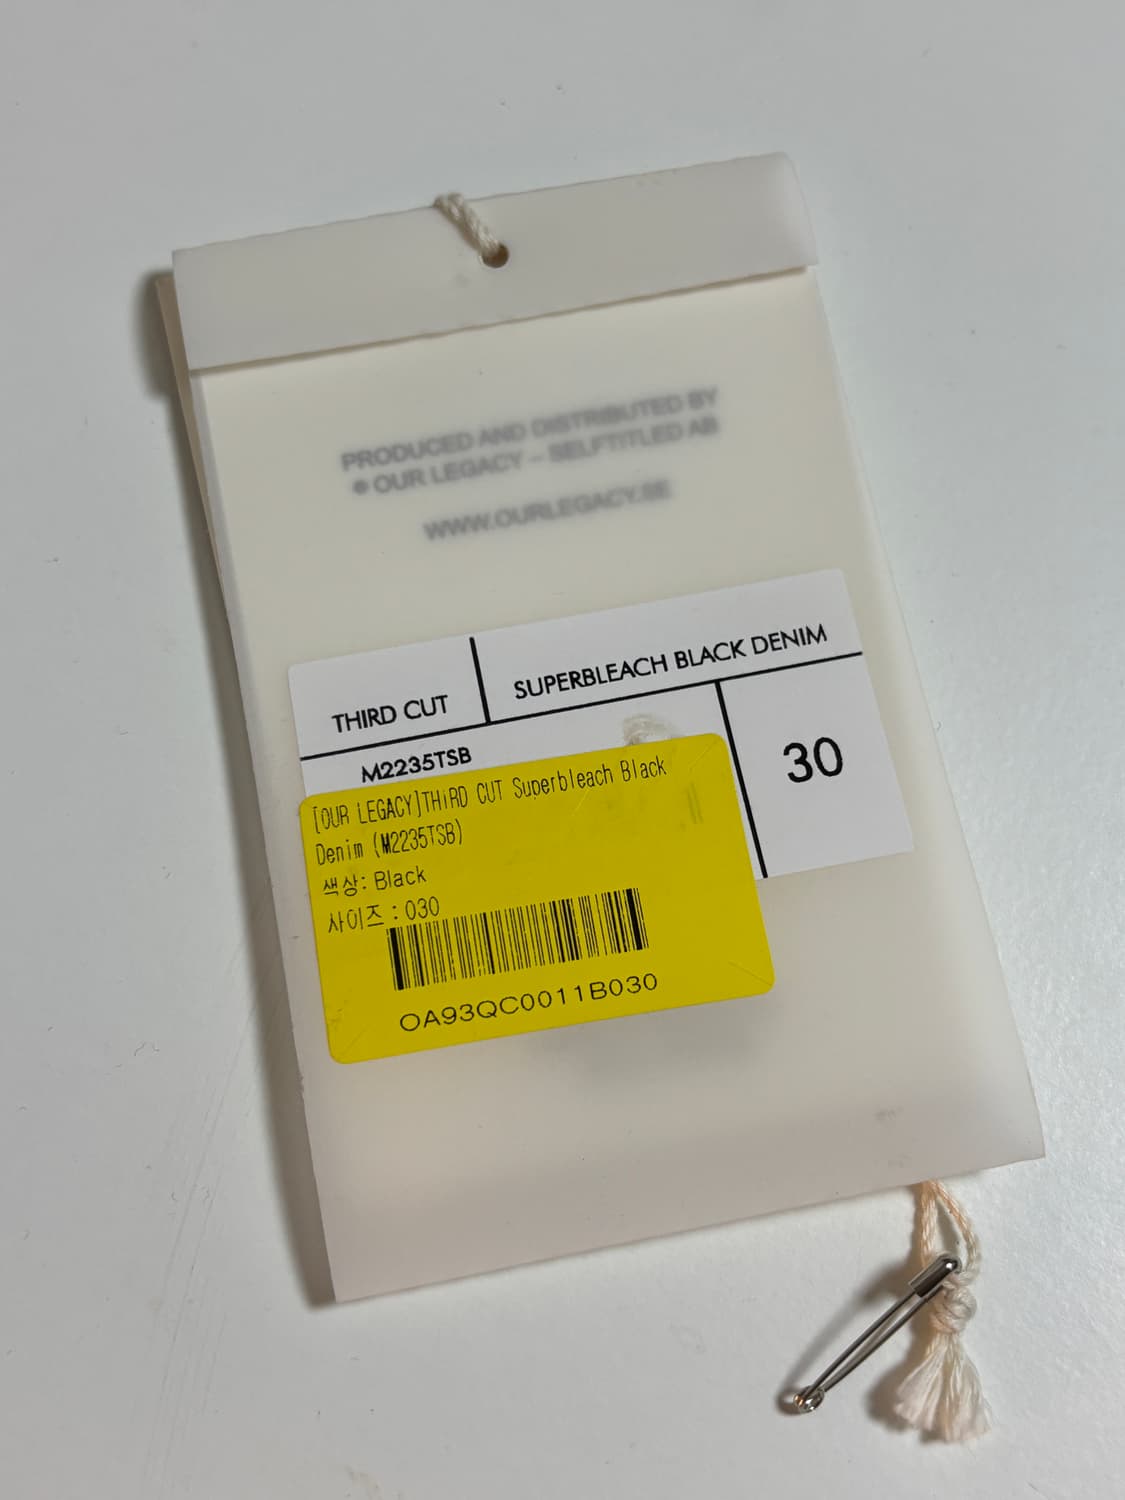 PRODUCED AND DISTRIBUTED BY
® OUR LEGACY – SELFTITLED AB
WWW.OURLEGACY.SE
THIRD CUT
SUPERBLEACH BLACK DENIM
M2235TSB
30
[OUR LEGACY]THiRD CUT Superbleach Black
Denim (M2235TSB)
색상: Black
사이즈 : 030
OA93QC0011B030